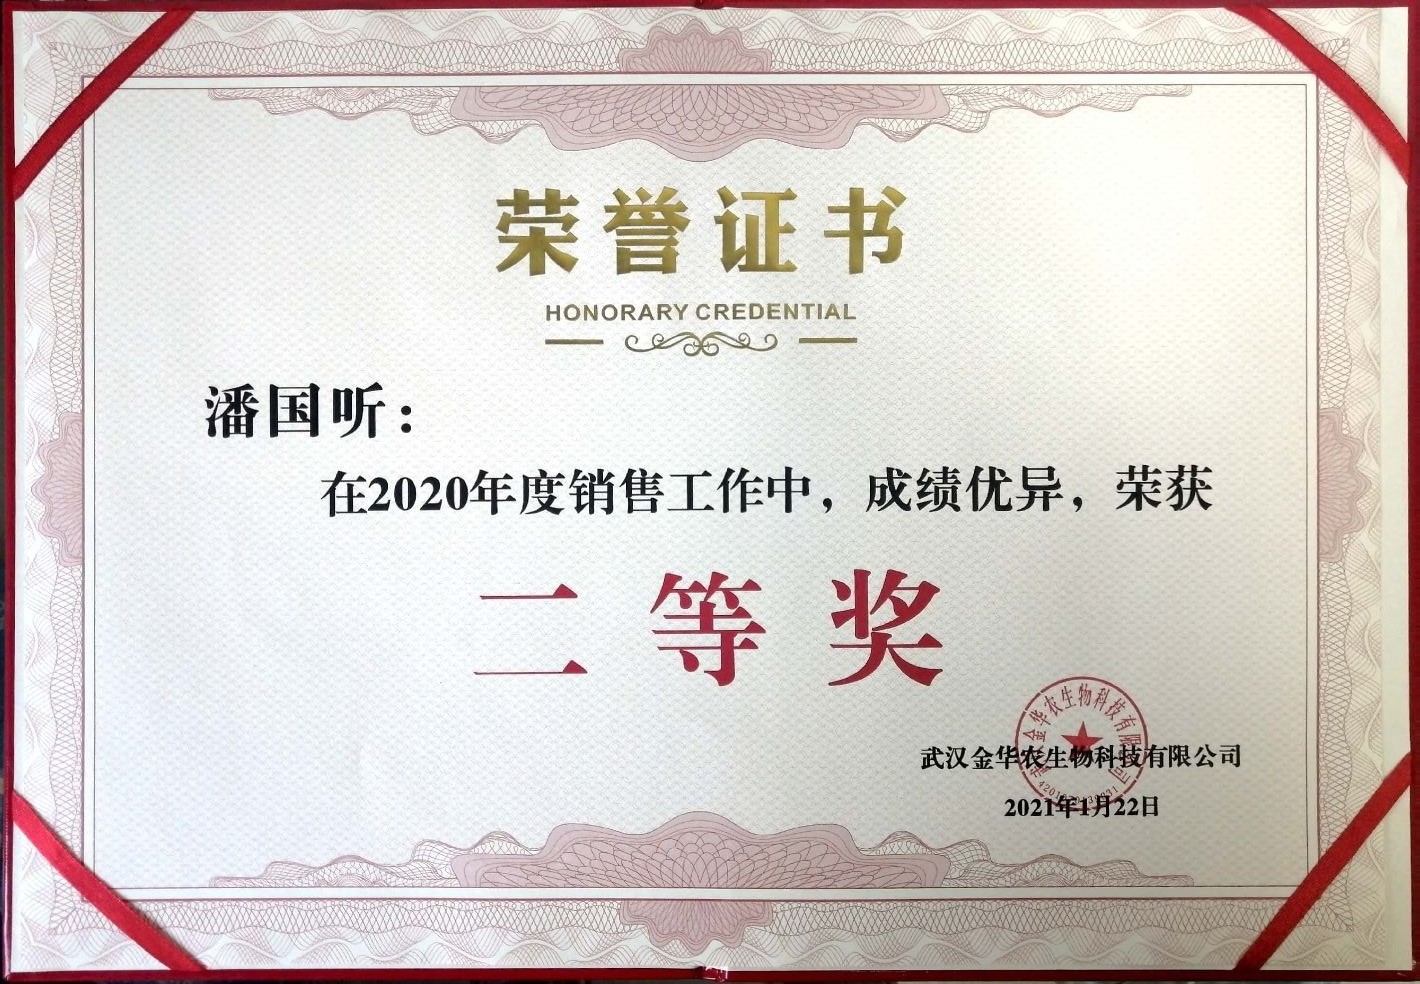 荣誉证书
HONORARY CREDENTIAL
潘国听：
在2020年度销售工作中，成绩优异，荣获
二等奖
武汉金华农生物科技有限公司
2021年1月22日